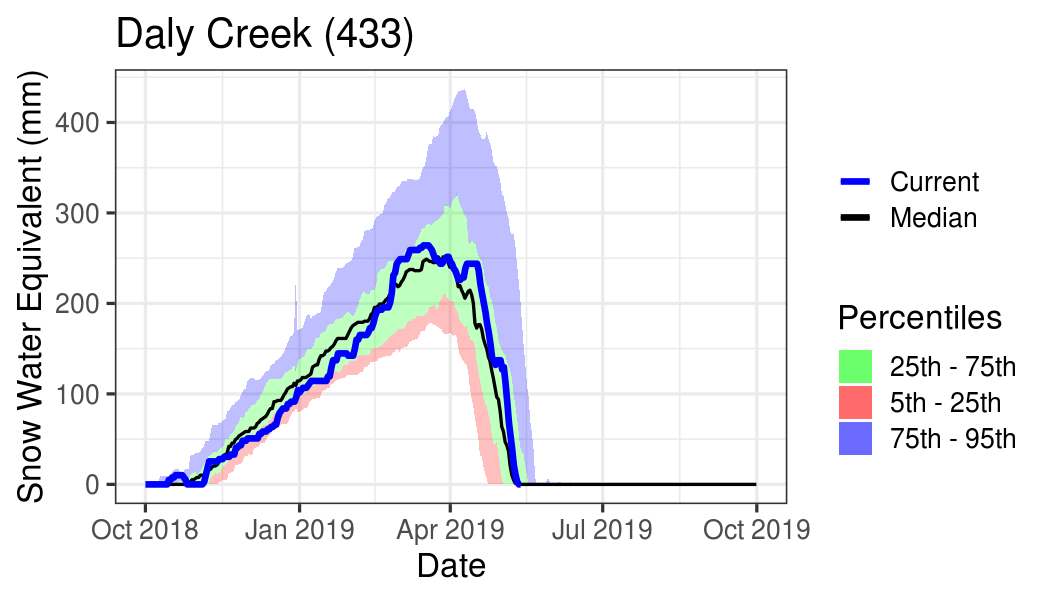 Daly Creek (433)
Snow Water Equivalent (mm)
400
300
200
100
0
Oct 2018
Jan 2019
Apr 2019
Jul 2019
Oct 2019
Date
Current
Median
Percentiles
25th - 75th
5th - 25th
75th - 95th